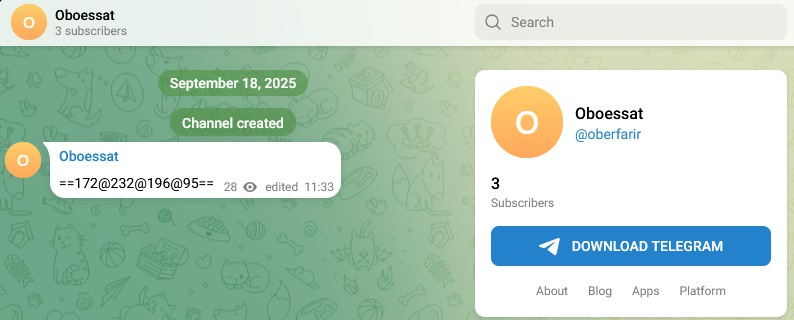 O
Oboessat
3 subscribers
Search
September 18, 2025
Channel created
O
Oboessat
==172@232@196@95==
28 edited 11:33
O
Oboessat
@oberfarir
3
Subscribers
DOWNLOAD TELEGRAM
About Blog Apps Platform